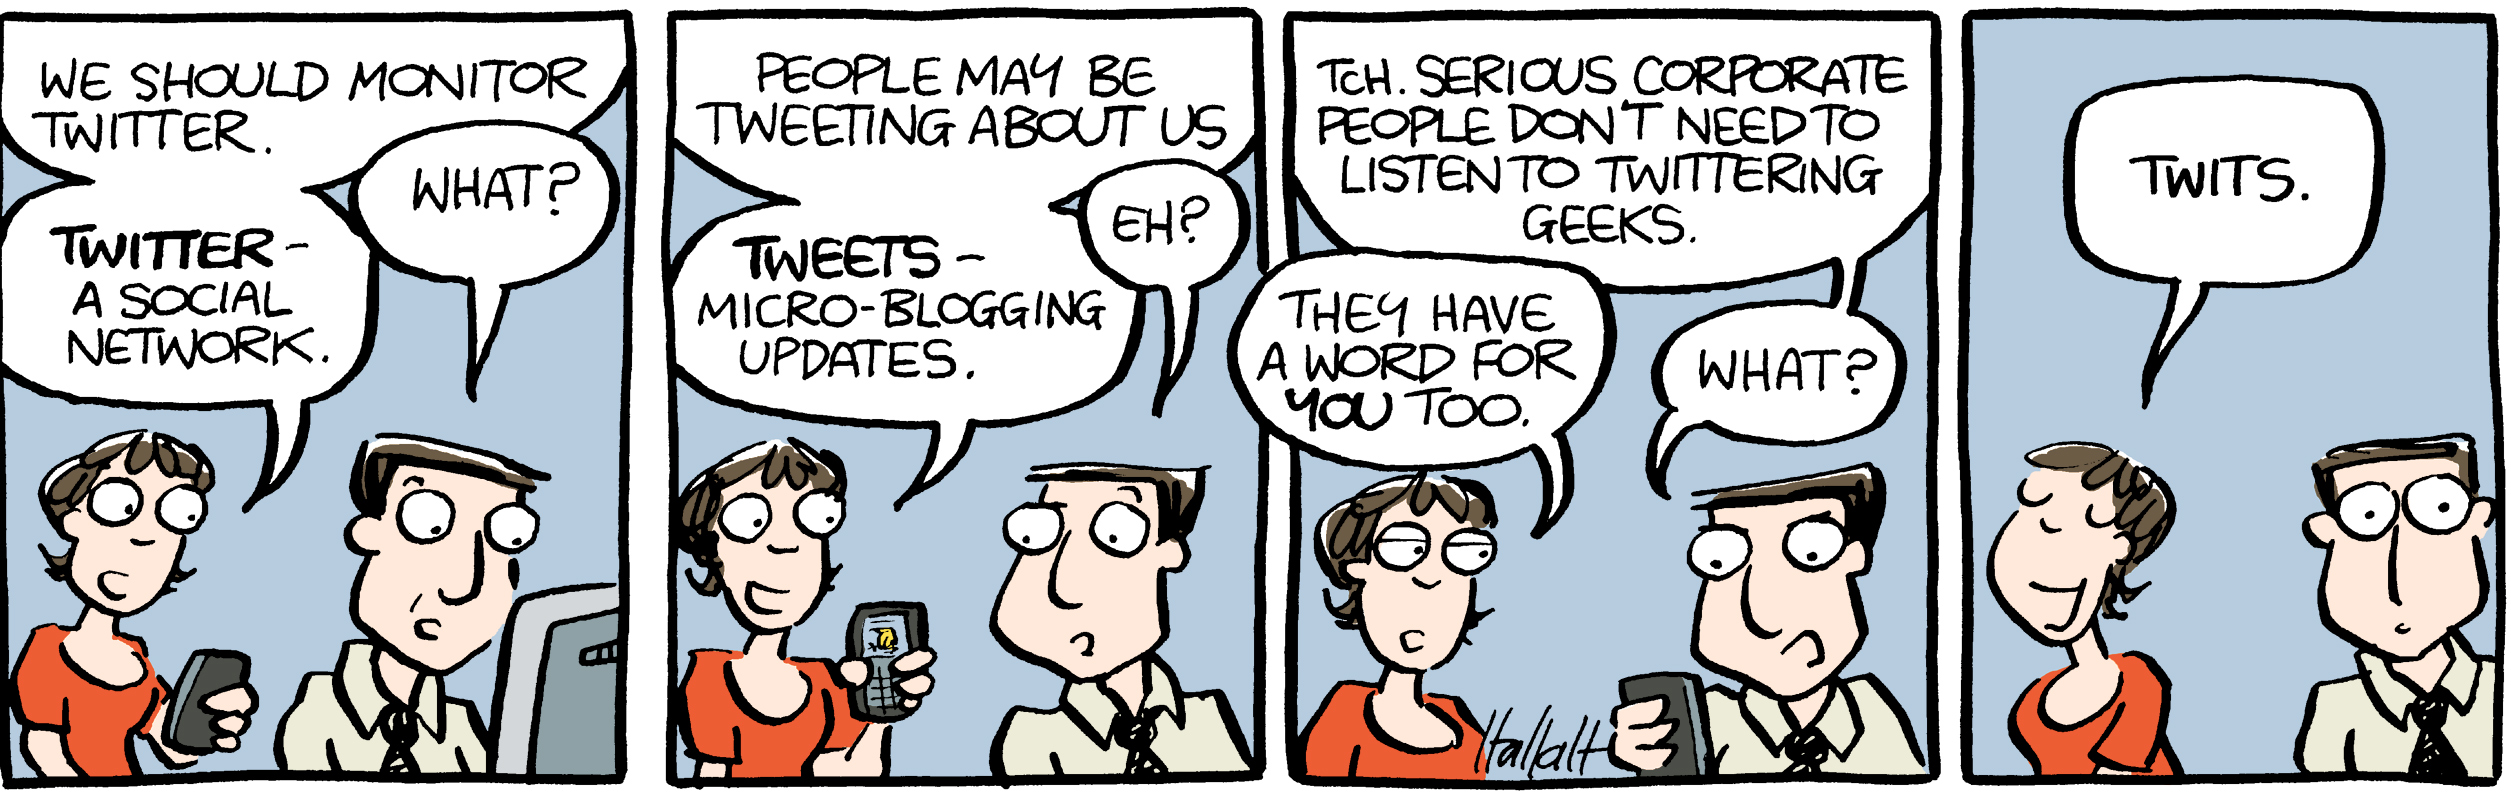 WE SHOULD MONITOR
TWITTER.
WHAT?
TWITTER-
A SOCIAL
NETWORK.
PEOPLE MAY BE
TWEETING ABOUT US
EH?
TWEETS-
MICRO-BLOGGING
UPDATES.
TCH. SERIOUS CORPORATE
PEOPLE DON'T NEED TO
LISTEN TO TWITTERING
GEEKS.
THEY HAVE
A WORD FOR
YOU TOO.
WHAT?
TWITS.